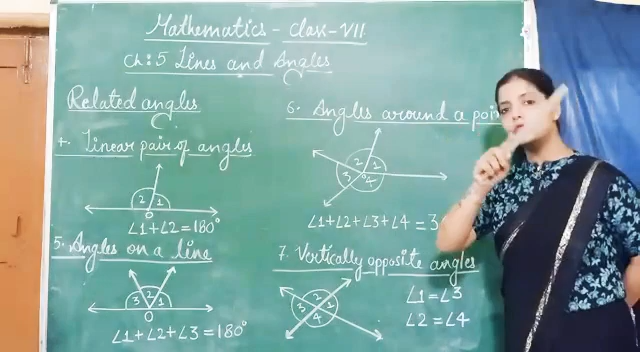 Mathematics - Class-VII
Ch:5 Lines and Angles
Related angles
4. Linear pair of angles
2 1
O
∠1+∠2=180°
5. Angles on a line
3 2 1
O
∠1+∠2+∠3=180°
6. Angles around a poi
2 1
3 O 4
∠1+∠2+∠3+∠4=3
7. Vertically opposite angles
2
3 1
4
∠1=∠3
∠2=∠4